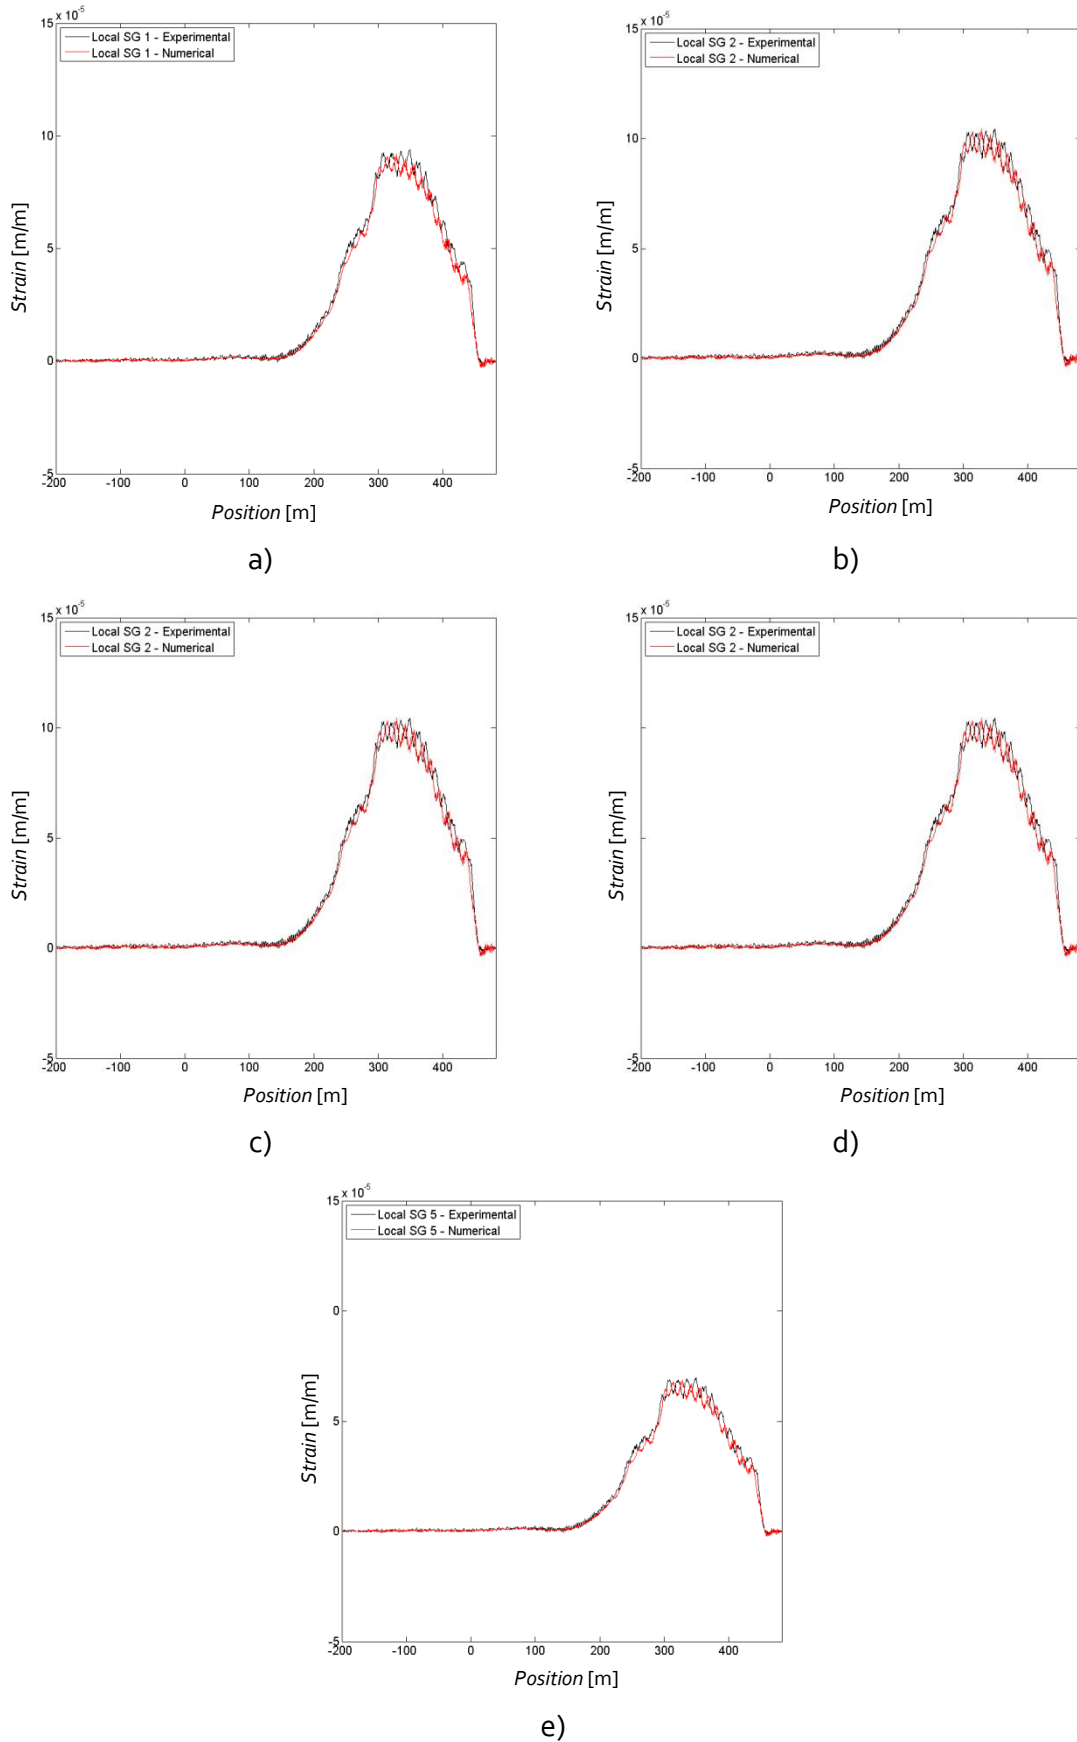 15 x 10^-5
Local SG 1 - Experimental
Local SG 1 - Numerical
10
5
0
-5
-200 -100 0 100 200 300 400
Strain [m/m]
Position [m]
a)
15 x 10^-5
Local SG 2 - Experimental
Local SG 2 - Numerical
10
5
0
-5
-200 -100 0 100 200 300 400
Strain [m/m]
Position [m]
b)
15 x 10^-5
Local SG 2 - Experimental
Local SG 2 - Numerical
10
5
0
-5
-200 -100 0 100 200 300 400
Strain [m/m]
Position [m]
c)
15 x 10^-5
Local SG 2 - Experimental
Local SG 2 - Numerical
10
5
0
-5
-200 -100 0 100 200 300 400
Strain [m/m]
Position [m]
d)
15 x 10^-5
Local SG 5 - Experimental
Local SG 5 - Numerical
0
5
0
-5
-200 -100 0 100 200 300 400
Strain [m/m]
Position [m]
e)